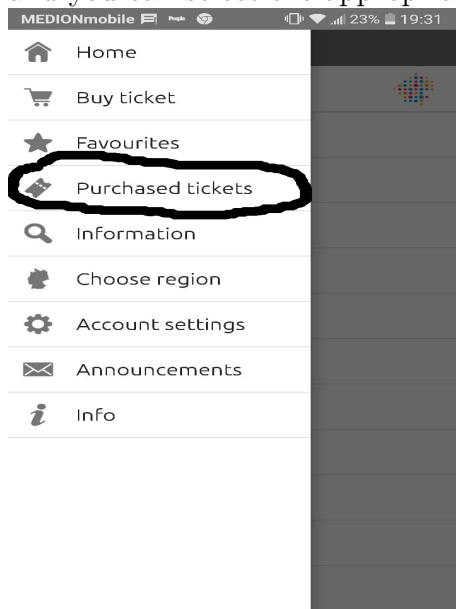 MEDIONmobile 23% 19:31
Home
Buy ticket
Favourites
Purchased tickets
Information
Choose region
Account settings
Announcements
Info